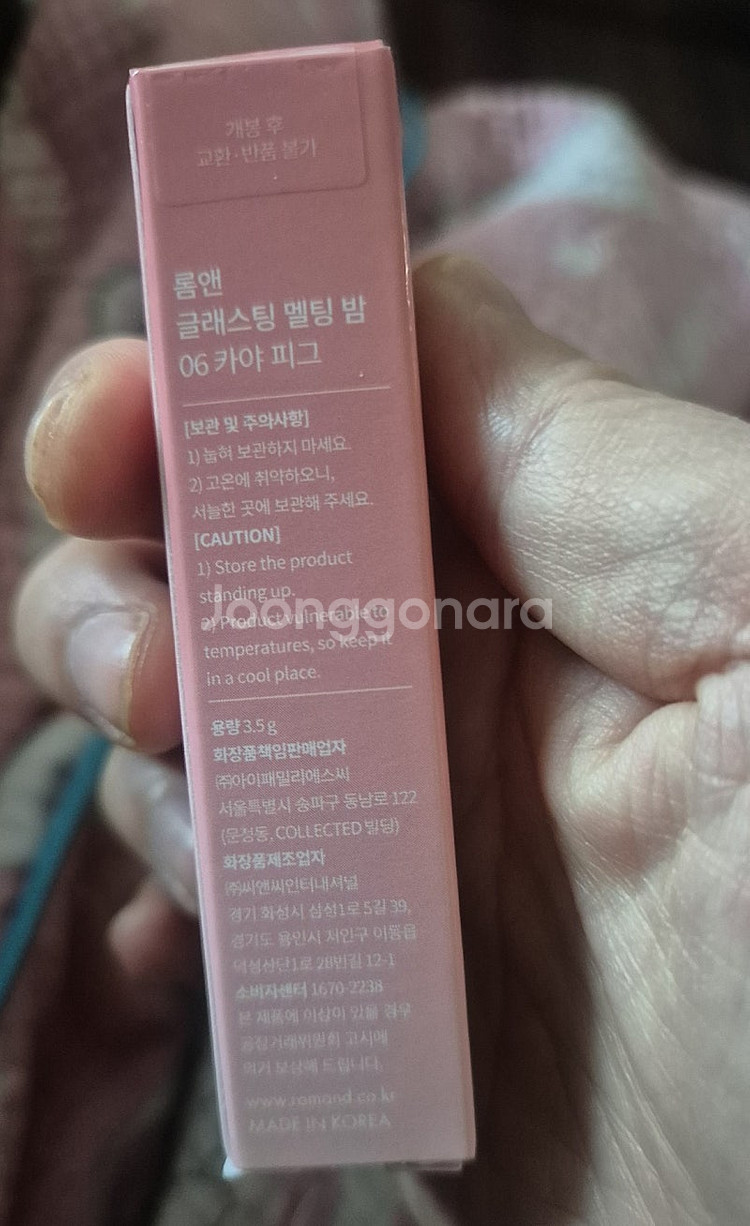 개봉 후
교환·반품 불가
롬앤
글래스팅 멜팅 밤
06 카야 피그
[보관 및 주의사항]
1) 눕혀 보관하지 마세요.
2) 고온에 취약하오니,
서늘한 곳에 보관해 주세요.
[CAUTION]
1) Store the product
standing up.
Joonggonara
2) Product vulnerable to
temperatures, so keep it
in a cool place.
용량 3.5 g
화장품책임판매업자
㈜아이패밀리에스씨
서울특별시 송파구 동남로 122
(문정동, COLLECTED 빌딩)
화장품제조업자
㈜씨앤씨인터내셔널
경기 화성시 삼성1로 5길 39,
경기도 용인시 처인구 이동읍
덕성산단1로 28번길 12-1
소비자센터 1670-2238
본 제품에 이상이 있을 경우
공정거래위원회 고시에
의거 보상해 드립니다.
www.romand.co.kr
MADE IN KOREA